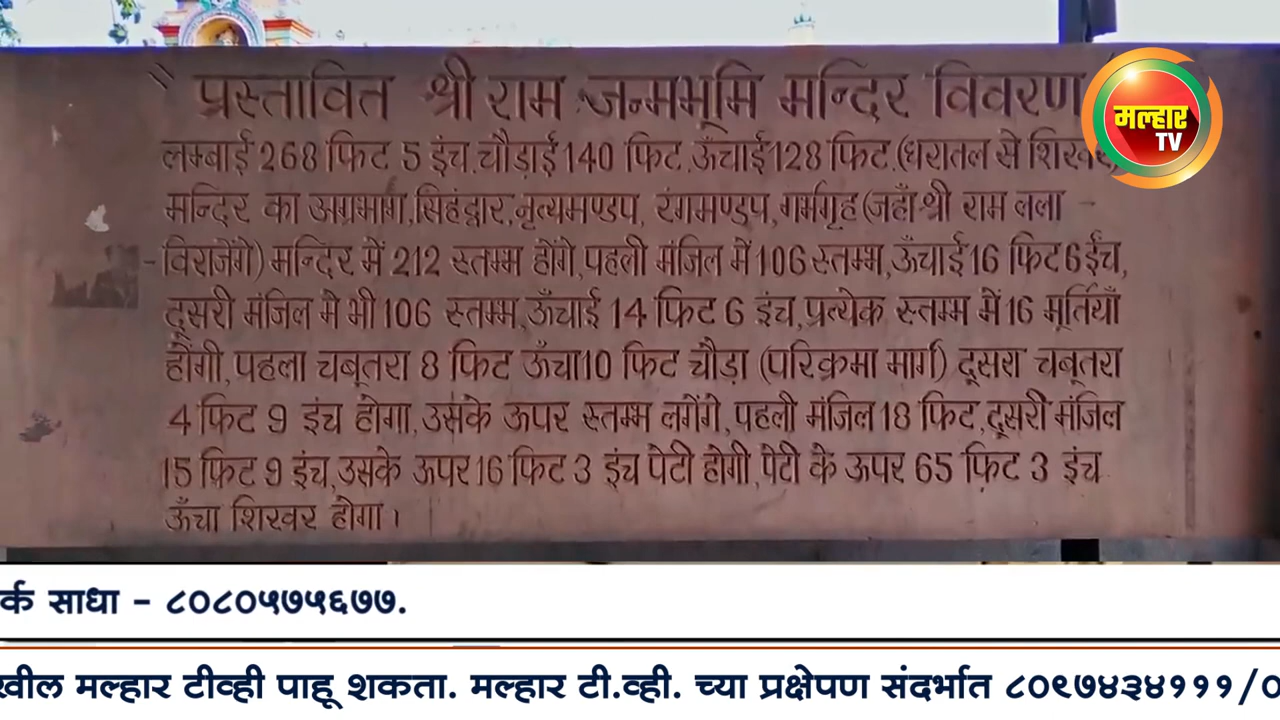 प्रस्तावित श्री राम जन्मभूमि मन्दिर विवरण
मल्हार
TV
लम्बाई 268 फिट 5 इंच.चौड़ाई 140 फिट.ऊँचाई 128 फिट.(धरातल से शिखर)
मन्दिर का अग्रभाग,सिहंद्वार,नृत्यमण्डप, रंगमण्डप,गर्मगृह (जहाँ श्री राम लला -
-विराजेंगे) मन्दिर में 212 स्तम्म होंगे,पहली मंजिल में 106 स्तम्म,ऊँचाई 16 फिट 6 ईंच,
दूसरी मंजिल मे भी 106 स्तम्म,ऊँचाई 14 फिट 6 इंच,प्रत्येक स्तम्म में 16 मूर्तियाँ
होगी,पहला चबूतरा 8 फिट ऊँचा 10 फिट चौड़ा (परिक्रमा मार्ग) दूसरा चबूतरा
4 फिट 9 इंच होगा,उसके ऊपर स्तम्म लगेंगे,पहली मंजिल 18 फिट,दूसरी मंजिल
15 फ़िट 9 इंच,उसके ऊपर 16 फिट 3 इंच पेटी होगी,पेटी के ऊपर 65 फ़िट 3 इंच
ऊँचा शिखर होगा।
र्क साधा - ८०८०५७५६७७.
खील मल्हार टीव्ही पाहू शकता. मल्हार टी.व्ही. च्या प्रक्षेपण संदर्भात ८०९७४३४१११/०